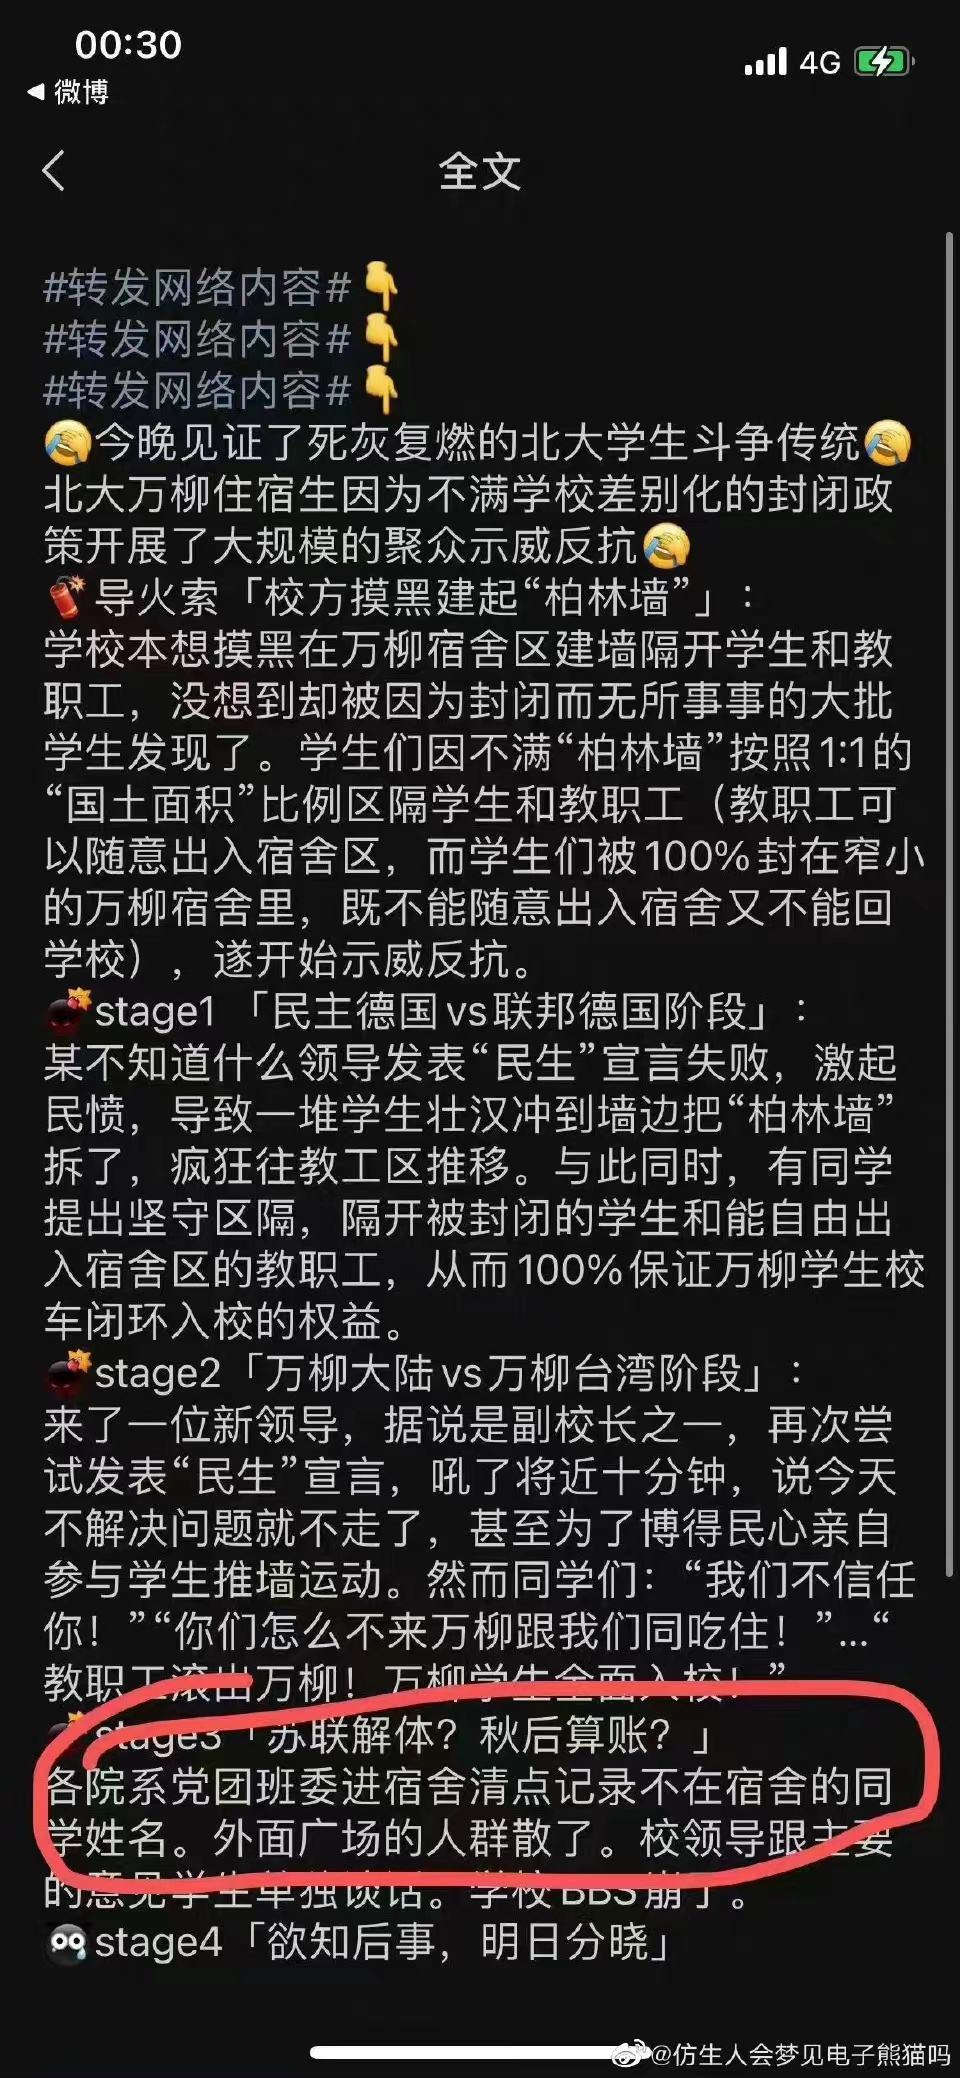 00:30
4G
微博
全文
#转发网络内容#👇
#转发网络内容#👇
#转发网络内容#👇
🤣今晚见证了死灰复燃的北大学生斗争传统🤣
北大万柳住宿生因为不满学校差别化的封闭政
策开展了大规模的聚众示威反抗🤣
🧨导火索「校方摸黑建起“柏林墙”」:
学校本想摸黑在万柳宿舍区建墙隔开学生和教
职工，没想到却被因为封闭而无所事事的大批
学生发现了。学生们因不满“柏林墙”按照1:1的
“国土面积”比例区隔学生和教职工（教职工可
以随意出入宿舍区，而学生们被100%封在窄小
的万柳宿舍里，既不能随意出入宿舍又不能回
学校），遂开始示威反抗。
💣stage1「民主德国vs联邦德国阶段」:
某不知道什么领导发表“民生”宣言失败，激起
民愤，导致一堆学生壮汉冲到墙边把“柏林墙”
拆了，疯狂往教工区推移。与此同时，有同学
提出坚守区隔，隔开被封闭的学生和能自由出
入宿舍区的教职工，从而100%保证万柳学生校
车闭环入校的权益。
💣stage2「万柳大陆vs万柳台湾阶段」:
来了一位新领导，据说是副校长之一，再次尝
试发表“民生”宣言，吼了将近十分钟，说今天
不解决问题就不走了，甚至为了博得民心亲自
参与学生推墙运动。然而同学们：“我们不信任
你！”“你们怎么不来万柳跟我们同吃住！”...“
教职工滚出万柳！万柳学生全面入校！”
💣stage3「苏联解体？秋后算账？」
各院系党团班委进宿舍清点记录不在宿舍的同
学姓名。外面广场的人群散了。校领导跟主要
的意见学生单独谈话。学校BBS崩了。
stage4「欲知后事，明日分晓」
@仿生人会梦见电子熊猫吗